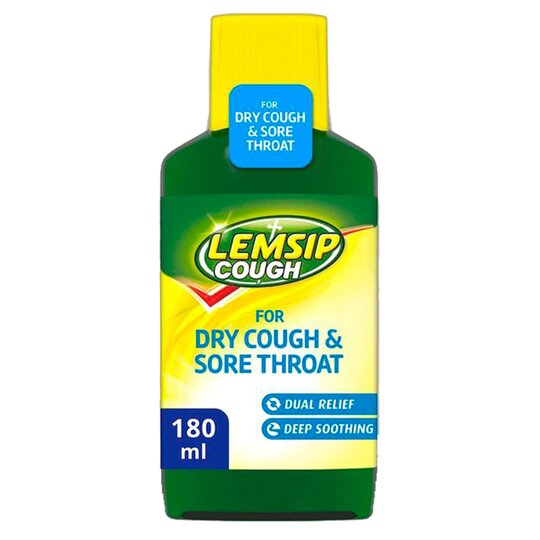 FOR
DRY COUGH
& SORE
THROAT
LEMSIP
COUGH
FOR
DRY COUGH &
SORE THROAT
DUAL RELIEF
DEEP SOOTHING
180
ml